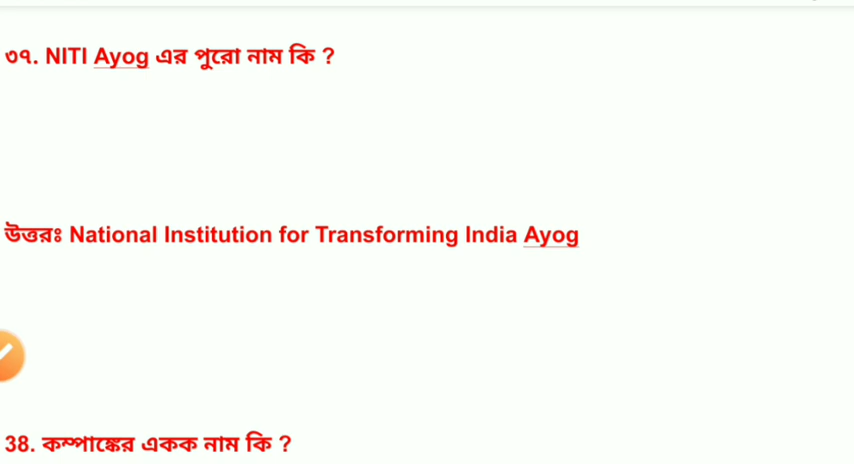 ৩৭. NITI Ayog এর পুরো নাম কি ?
উত্তরঃ National Institution for Transforming India Ayog
38. কম্পাঙ্কের একক নাম কি ?